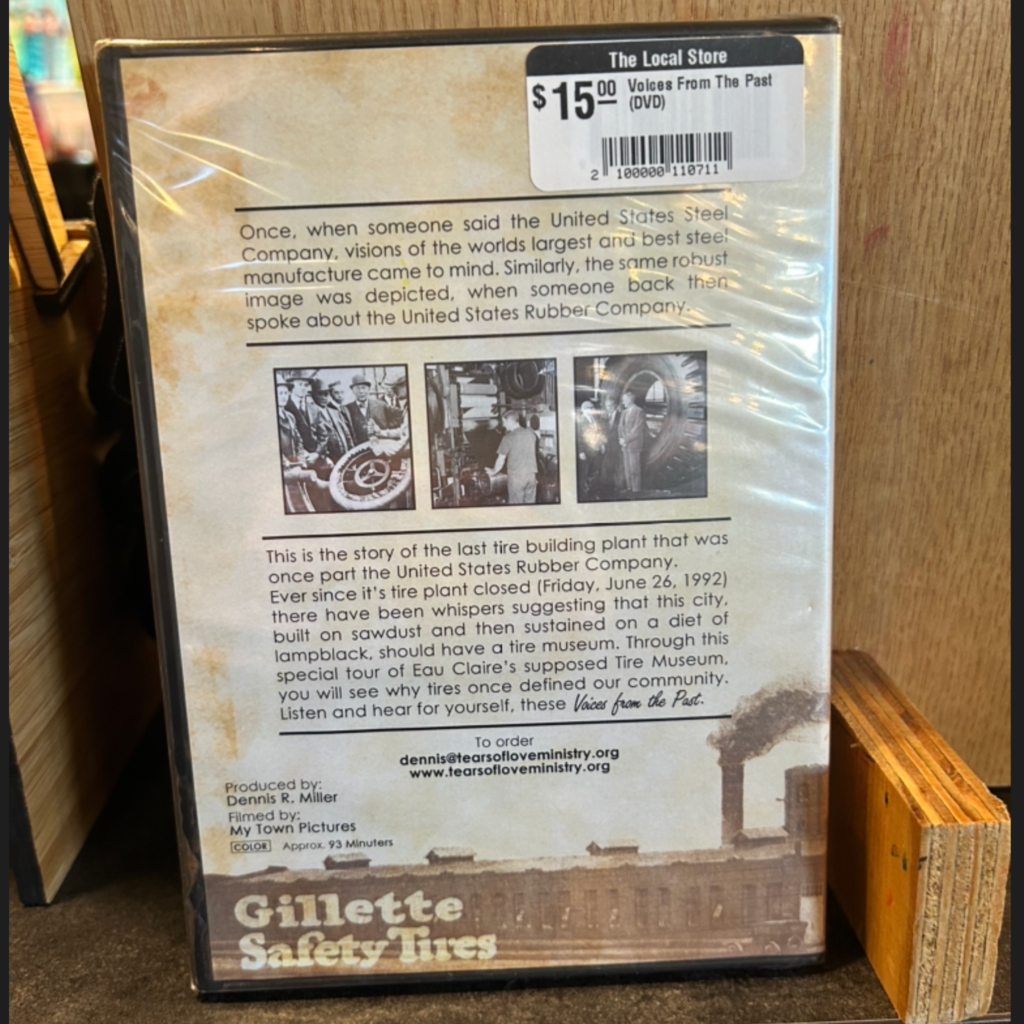 The Local Store
$15.00 Voices From The Past
(DVD)
2 100000 110711
Once, when someone said the United States Steel
Company, visions of the worlds largest and best steel
manufacture came to mind. Similarly, the same robust
image was depicted, when someone back then
spoke about the United States Rubber Company.
This is the story of the last tire building plant that was
once part the United States Rubber Company.
Ever since it's tire plant closed (Friday, June 26, 1992)
there have been whispers suggesting that this city,
built on sawdust and then sustained on a diet of
lampblack, should have a tire museum. Through this
special tour of Eau Claire's supposed Tire Museum,
you will see why tires once defined our community.
Listen and hear for yourself, these Voices from the Past.
To order
dennis@tearsofloveministry.org
www.tearsofloveministry.org
Produced by:
Dennis R. Miller
Filmed by:
My Town Pictures
COLOR Approx. 93 Minuters
Gillette
Safety Tires